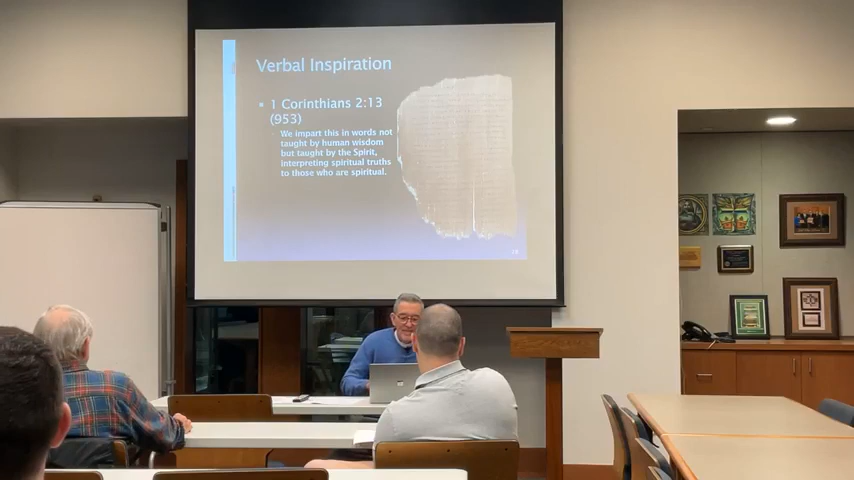 Verbal Inspiration
▪ 1 Corinthians 2:13
(953)
We impart this in words not
taught by human wisdom
but taught by the Spirit,
interpreting spiritual truths
to those who are spiritual.